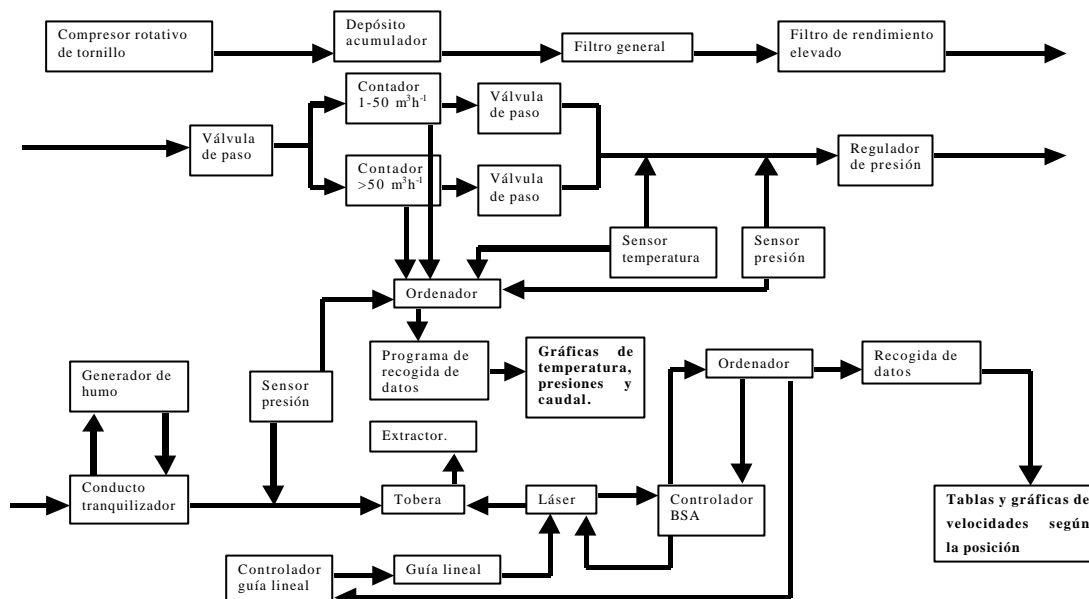 Compresor rotativo
de tornillo
Depósito
acumulador
Filtro general
Filtro de rendimiento
elevado
Válvula
de paso
Contador
1-50 m³h⁻¹
Válvula
de paso
Contador
>50 m³h⁻¹
Válvula
de paso
Regulador
de presión
Sensor
temperatura
Sensor
presión
Ordenador
Generador de
humo
Sensor
presión
Programa de
recogida de
datos
Gráficas de
temperatura,
presiones y
caudal.
Ordenador
Recogida de
datos
Extractor.
Conducto
tranquilizador
Tobera
Láser
Controlador
BSA
Tablas y gráficas de
velocidades según
la posición
Controlador
guía lineal
Guía lineal